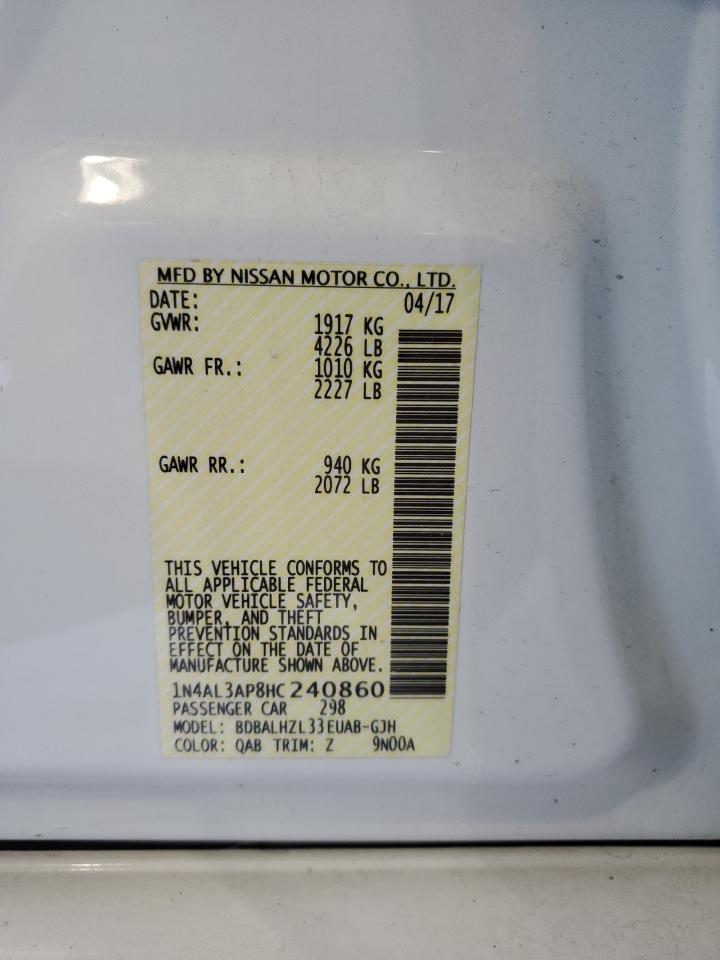 MFD BY NISSAN MOTOR CO., LTD.
DATE: 04/17
GVWR: 1917 KG
4226 LB
GAWR FR.: 1010 KG
2227 LB
GAWR RR.: 940 KG
2072 LB
THIS VEHICLE CONFORMS TO
ALL APPLICABLE FEDERAL
MOTOR VEHICLE SAFETY,
BUMPER, AND THEFT
PREVENTION STANDARDS IN
EFFECT ON THE DATE OF
MANUFACTURE SHOWN ABOVE.
1N4AL3AP8HC240860
PASSENGER CAR 298
MODEL: BDBALHZL33EUAB-GJH
COLOR: QAB TRIM: Z 9N00A